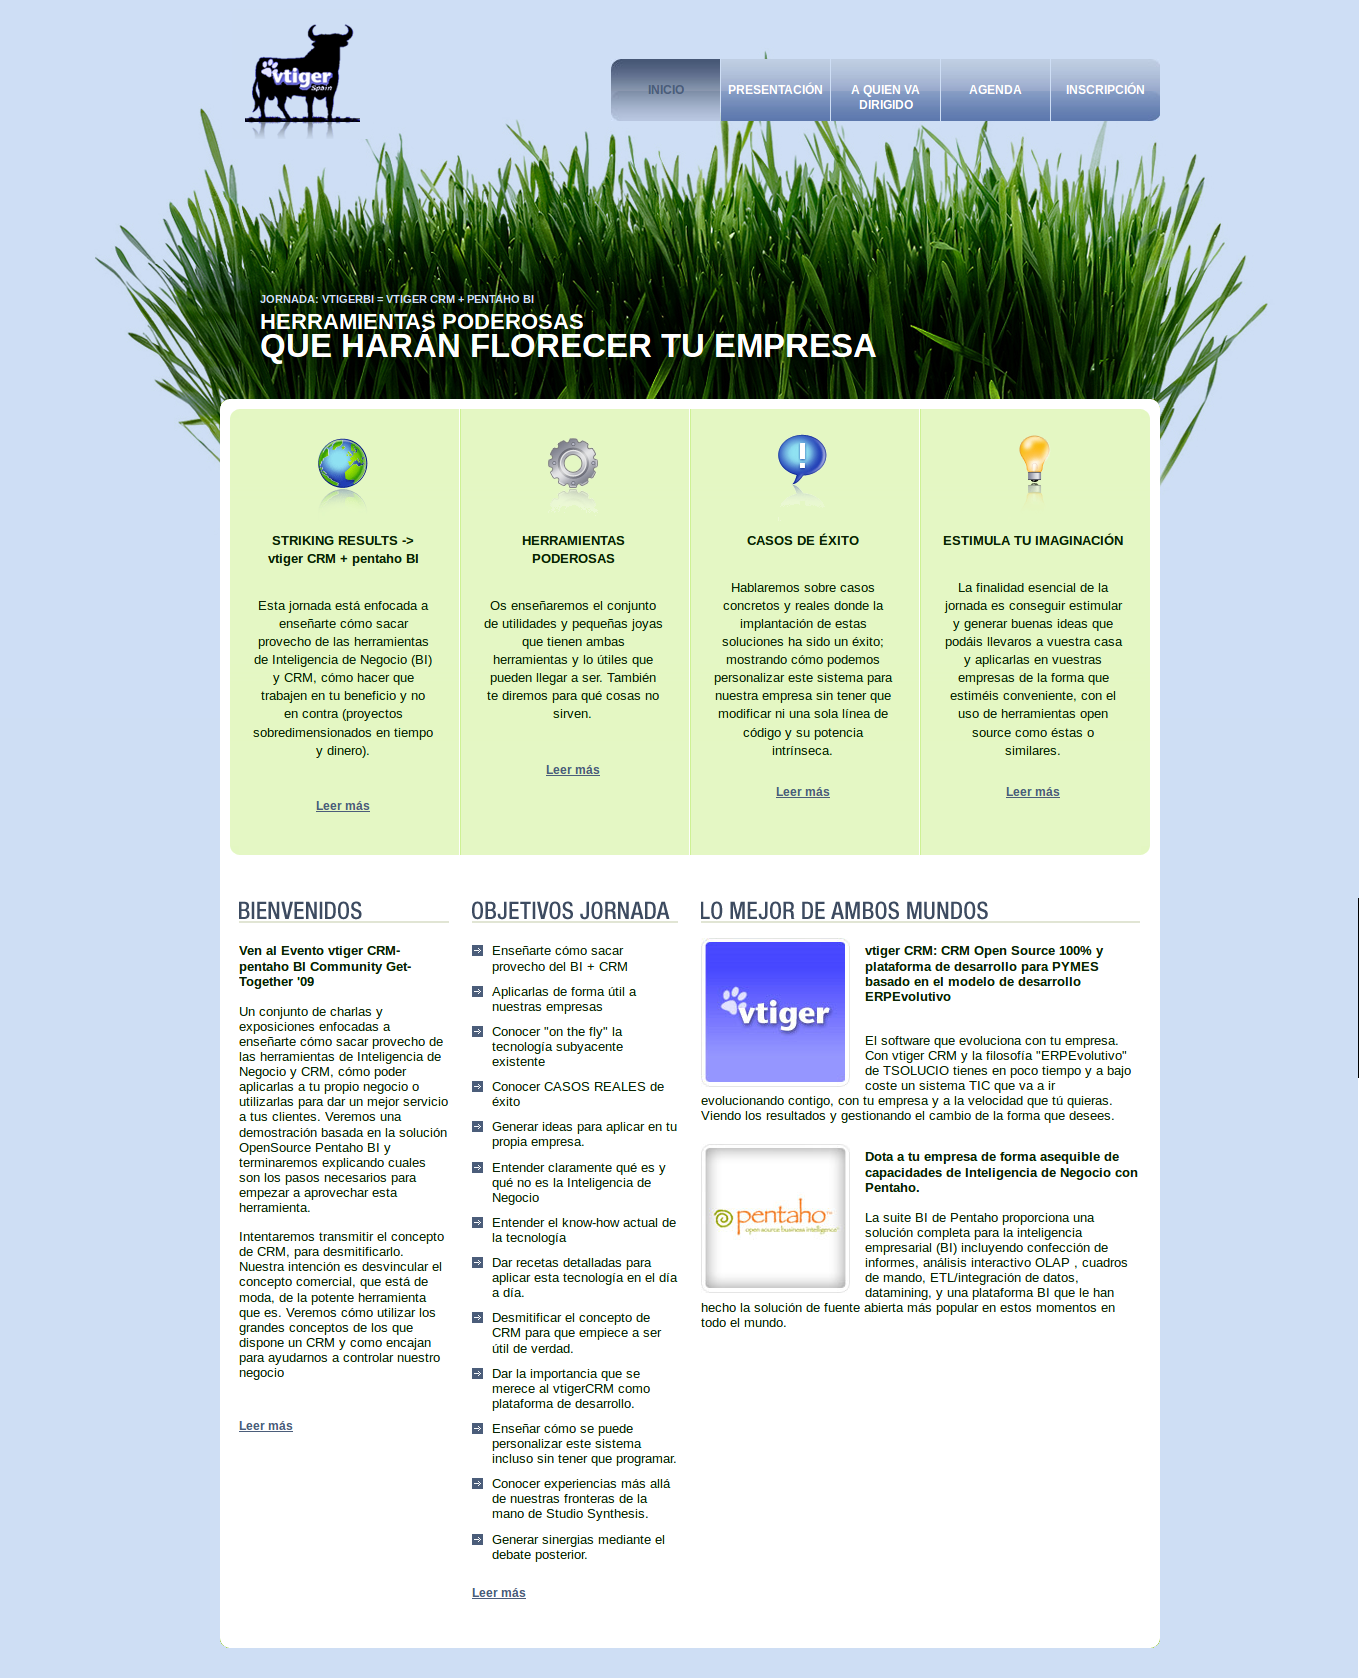 vtiger
Spain
INICIO
PRESENTACIÓN
A QUIEN VA
DIRIGIDO
AGENDA
INSCRIPCIÓN
JORNADA: VTIGERBI = VTIGER CRM + PENTAHO BI
HERRAMIENTAS PODEROSAS
QUE HARÁN FLORECER TU EMPRESA
STRIKING RESULTS ->
vtiger CRM + pentaho BI
Esta jornada está enfocada a
enseñarte cómo sacar
provecho de las herramientas
de Inteligencia de Negocio (BI)
y CRM, cómo hacer que
trabajen en tu beneficio y no
en contra (proyectos
sobredimensionados en tiempo
y dinero).
Leer más
HERRAMIENTAS
PODEROSAS
Os enseñaremos el conjunto
de utilidades y pequeñas joyas
que tienen ambas
herramientas y lo útiles que
pueden llegar a ser. También
te diremos para qué cosas no
sirven.
Leer más
CASOS DE ÉXITO
Hablaremos sobre casos
concretos y reales donde la
implantación de estas
soluciones ha sido un éxito;
mostrando cómo podemos
personalizar este sistema para
nuestra empresa sin tener que
modificar ni una sola línea de
código y su potencia
intrínseca.
Leer más
ESTIMULA TU IMAGINACIÓN
La finalidad esencial de la
jornada es conseguir estimular
y generar buenas ideas que
podáis llevaros a vuestra casa
y aplicarlas en vuestras
empresas de la forma que
estiméis conveniente, con el
uso de herramientas open
source como éstas o
similares.
Leer más
BIENVENIDOS
Ven al Evento vtiger CRM-
pentaho BI Community Get-
Together '09
Un conjunto de charlas y
exposiciones enfocadas a
enseñarte cómo sacar provecho de
las herramientas de Inteligencia de
Negocio y CRM, cómo poder
aplicarlas a tu propio negocio o
utilizarlas para dar un mejor servicio
a tus clientes. Veremos una
demostración basada en la solución
OpenSource Pentaho BI y
terminaremos explicando cuales
son los pasos necesarios para
empezar a aprovechar esta
herramienta.
Intentaremos transmitir el concepto
de CRM, para desmitificarlo.
Nuestra intención es desvincular el
concepto comercial, que está de
moda, de la potente herramienta
que es. Veremos cómo utilizar los
grandes conceptos de los que
dispone un CRM y como encajan
para ayudarnos a controlar nuestro
negocio
Leer más
OBJETIVOS JORNADA
Enseñarte cómo sacar
provecho del BI + CRM
Aplicarlas de forma útil a
nuestras empresas
Conocer "on the fly" la
tecnología subyacente
existente
Conocer CASOS REALES de
éxito
Generar ideas para aplicar en tu
propia empresa.
Entender claramente qué es y
qué no es la Inteligencia de
Negocio
Entender el know-how actual de
la tecnología
Dar recetas detalladas para
aplicar esta tecnología en el día
a día.
Desmitificar el concepto de
CRM para que empiece a ser
útil de verdad.
Dar la importancia que se
merece al vtigerCRM como
plataforma de desarrollo.
Enseñar cómo se puede
personalizar este sistema
incluso sin tener que programar.
Conocer experiencias más allá
de nuestras fronteras de la
mano de Studio Synthesis.
Generar sinergias mediante el
debate posterior.
Leer más
LO MEJOR DE AMBOS MUNDOS
vtiger
vtiger CRM: CRM Open Source 100% y
plataforma de desarrollo para PYMES
basado en el modelo de desarrollo
ERPEvolutivo
El software que evoluciona con tu empresa.
Con vtiger CRM y la filosofía "ERPEvolutivo"
de TSOLUCIO tienes en poco tiempo y a bajo
coste un sistema TIC que va a ir
evolucionando contigo, con tu empresa y a la velocidad que tú quieras.
Viendo los resultados y gestionando el cambio de la forma que desees.
pentaho™
open source business intelligence
Dota a tu empresa de forma asequible de
capacidades de Inteligencia de Negocio con
Pentaho.
La suite BI de Pentaho proporciona una
solución completa para la inteligencia
empresarial (BI) incluyendo confección de
informes, análisis interactivo OLAP , cuadros
de mando, ETL/integración de datos,
datamining, y una plataforma BI que le han
hecho la solución de fuente abierta más popular en estos momentos en
todo el mundo.